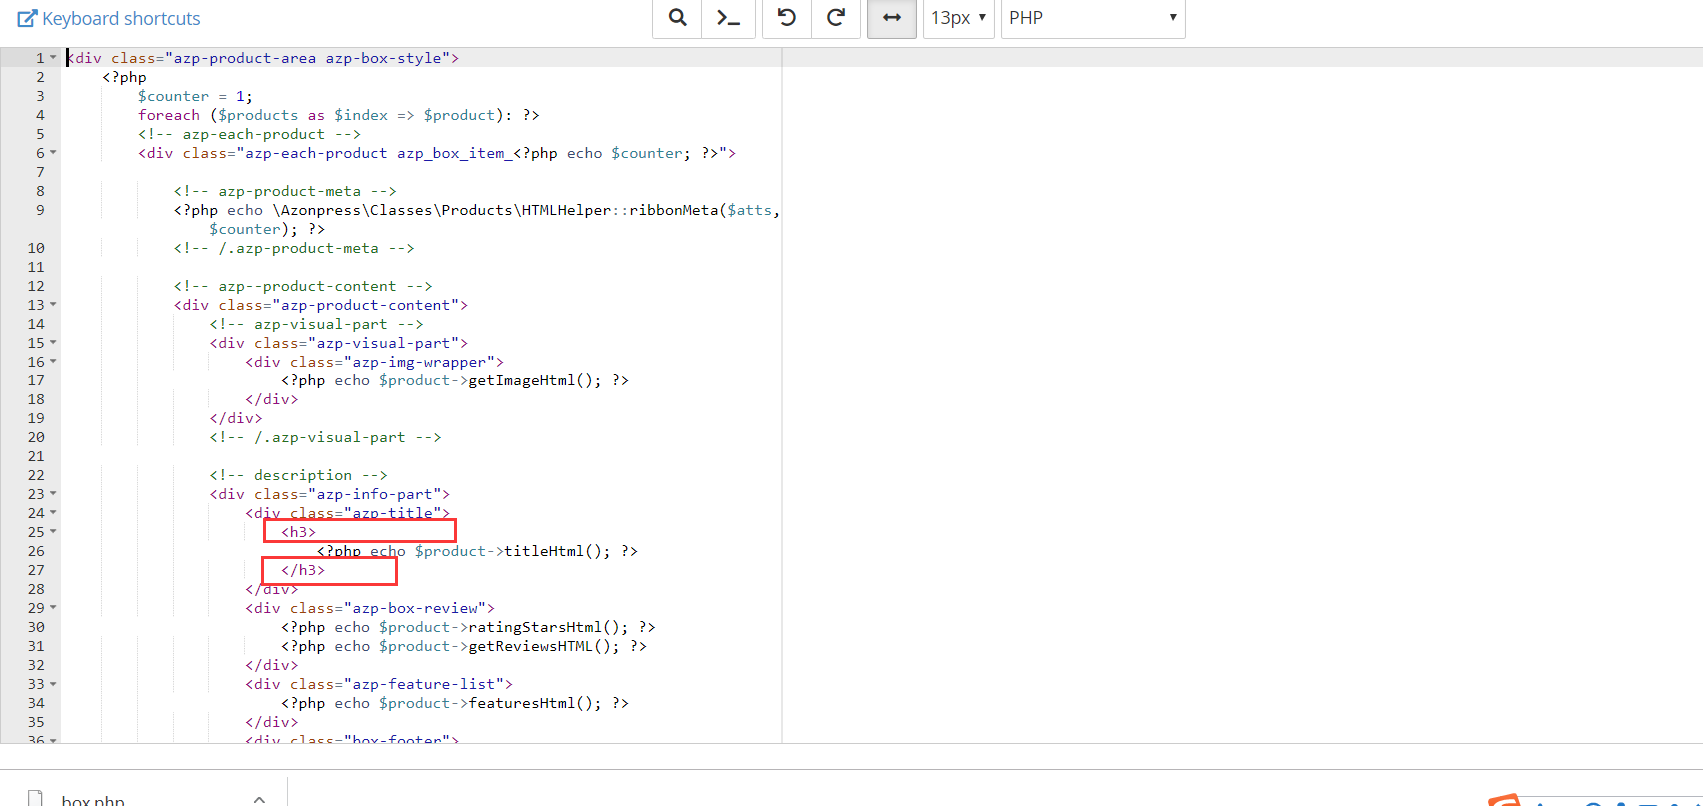 Keyboard shortcuts
13px
PHP
1 <div class="azp-product-area azp-box-style">
2 <?php
3 $counter = 1;
4 foreach ($products as $index => $product): ?>
5 <!-- azp-each-product -->
6 <div class="azp-each-product azp_box_item_<?php echo $counter; ?>">
7
8 <!-- azp-product-meta -->
9 <?php echo \Azonpress\Classes\Products\HTMLHelper::ribbonMeta($atts,
$counter); ?>
10 <!-- /.azp-product-meta -->
11
12 <!-- azp--product-content -->
13 <div class="azp-product-content">
14 <!-- azp-visual-part -->
15 <div class="azp-visual-part">
16 <div class="azp-img-wrapper">
17 <?php echo $product->getImageHtml(); ?>
18 </div>
19 </div>
20 <!-- /.azp-visual-part -->
21
22 <!-- description -->
23 <div class="azp-info-part">
24 <div class="azp-title">
25 <h3>
26 <?php echo $product->titleHtml(); ?>
27 </h3>
28 </div>
29 <div class="azp-box-review">
30 <?php echo $product->ratingStarsHtml(); ?>
31 <?php echo $product->getReviewsHTML(); ?>
32 </div>
33 <div class="azp-feature-list">
34 <?php echo $product->featuresHtml(); ?>
35 </div>
36 <div class="box-footer">
box.php